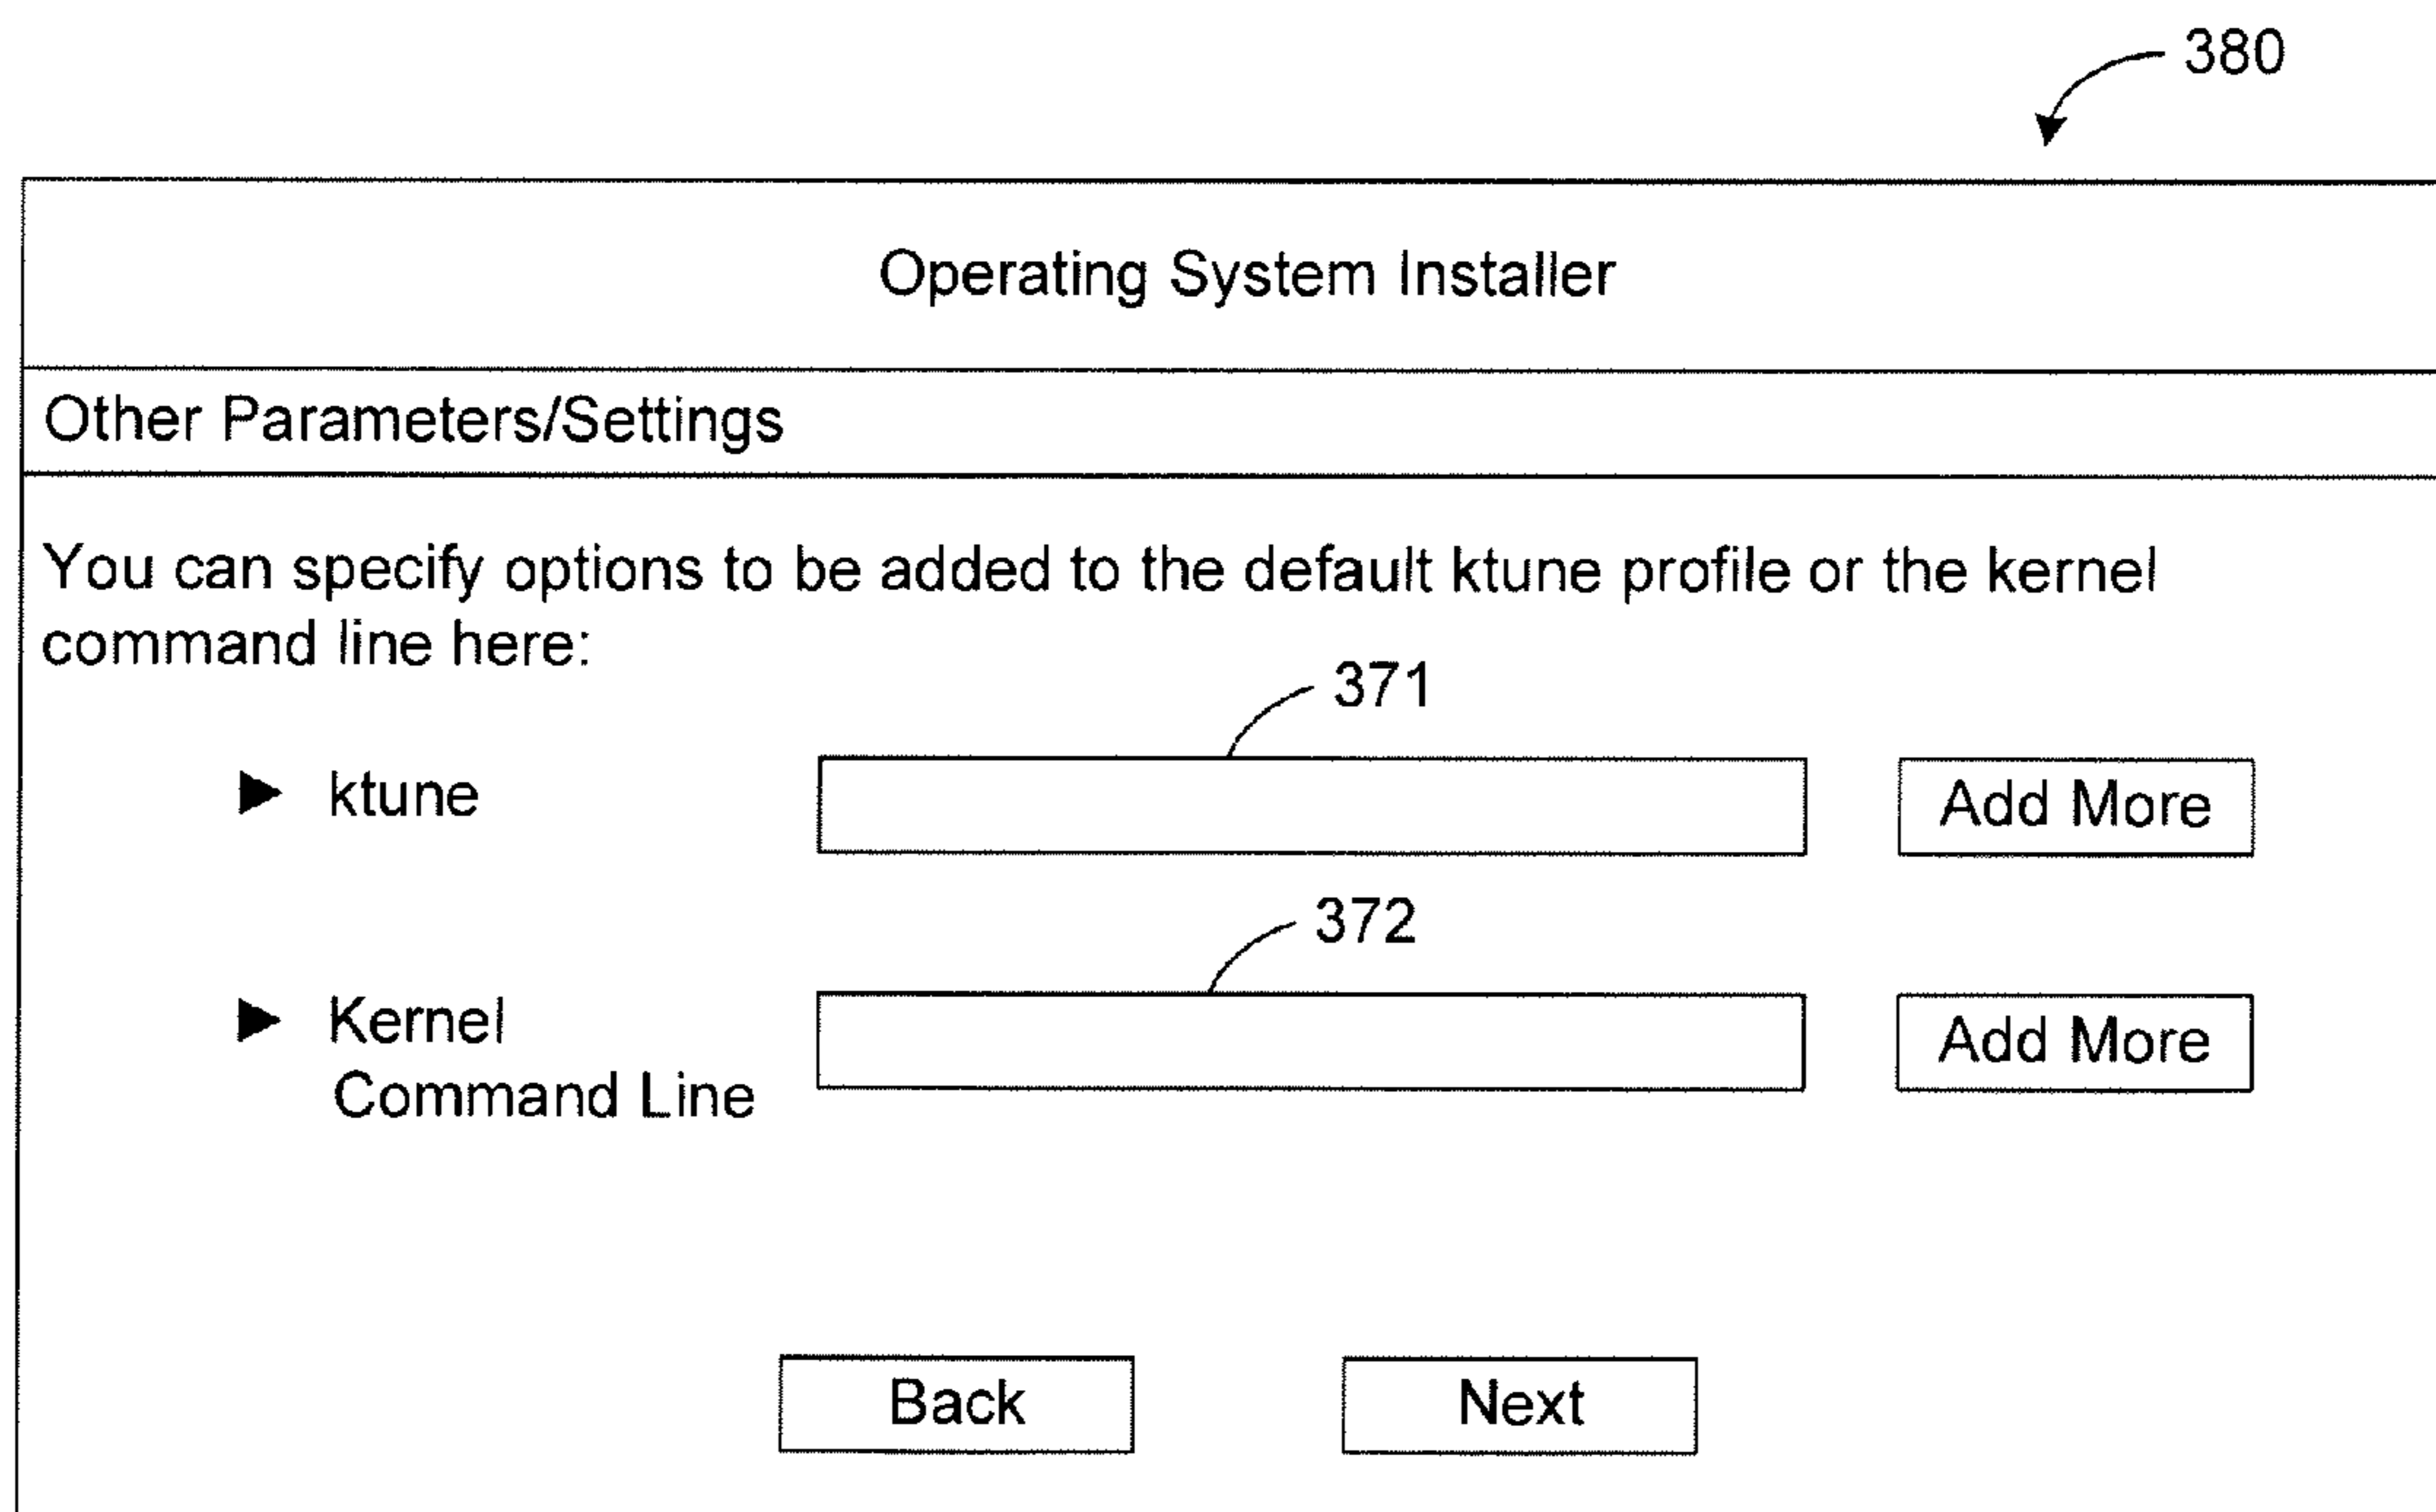 380
Operating System Installer
Other Parameters/Settings
You can specify options to be added to the default ktune profile or the kernel
command line here:
371
ktune
Add More
372
Kernel
Command Line
Add More
Back
Next